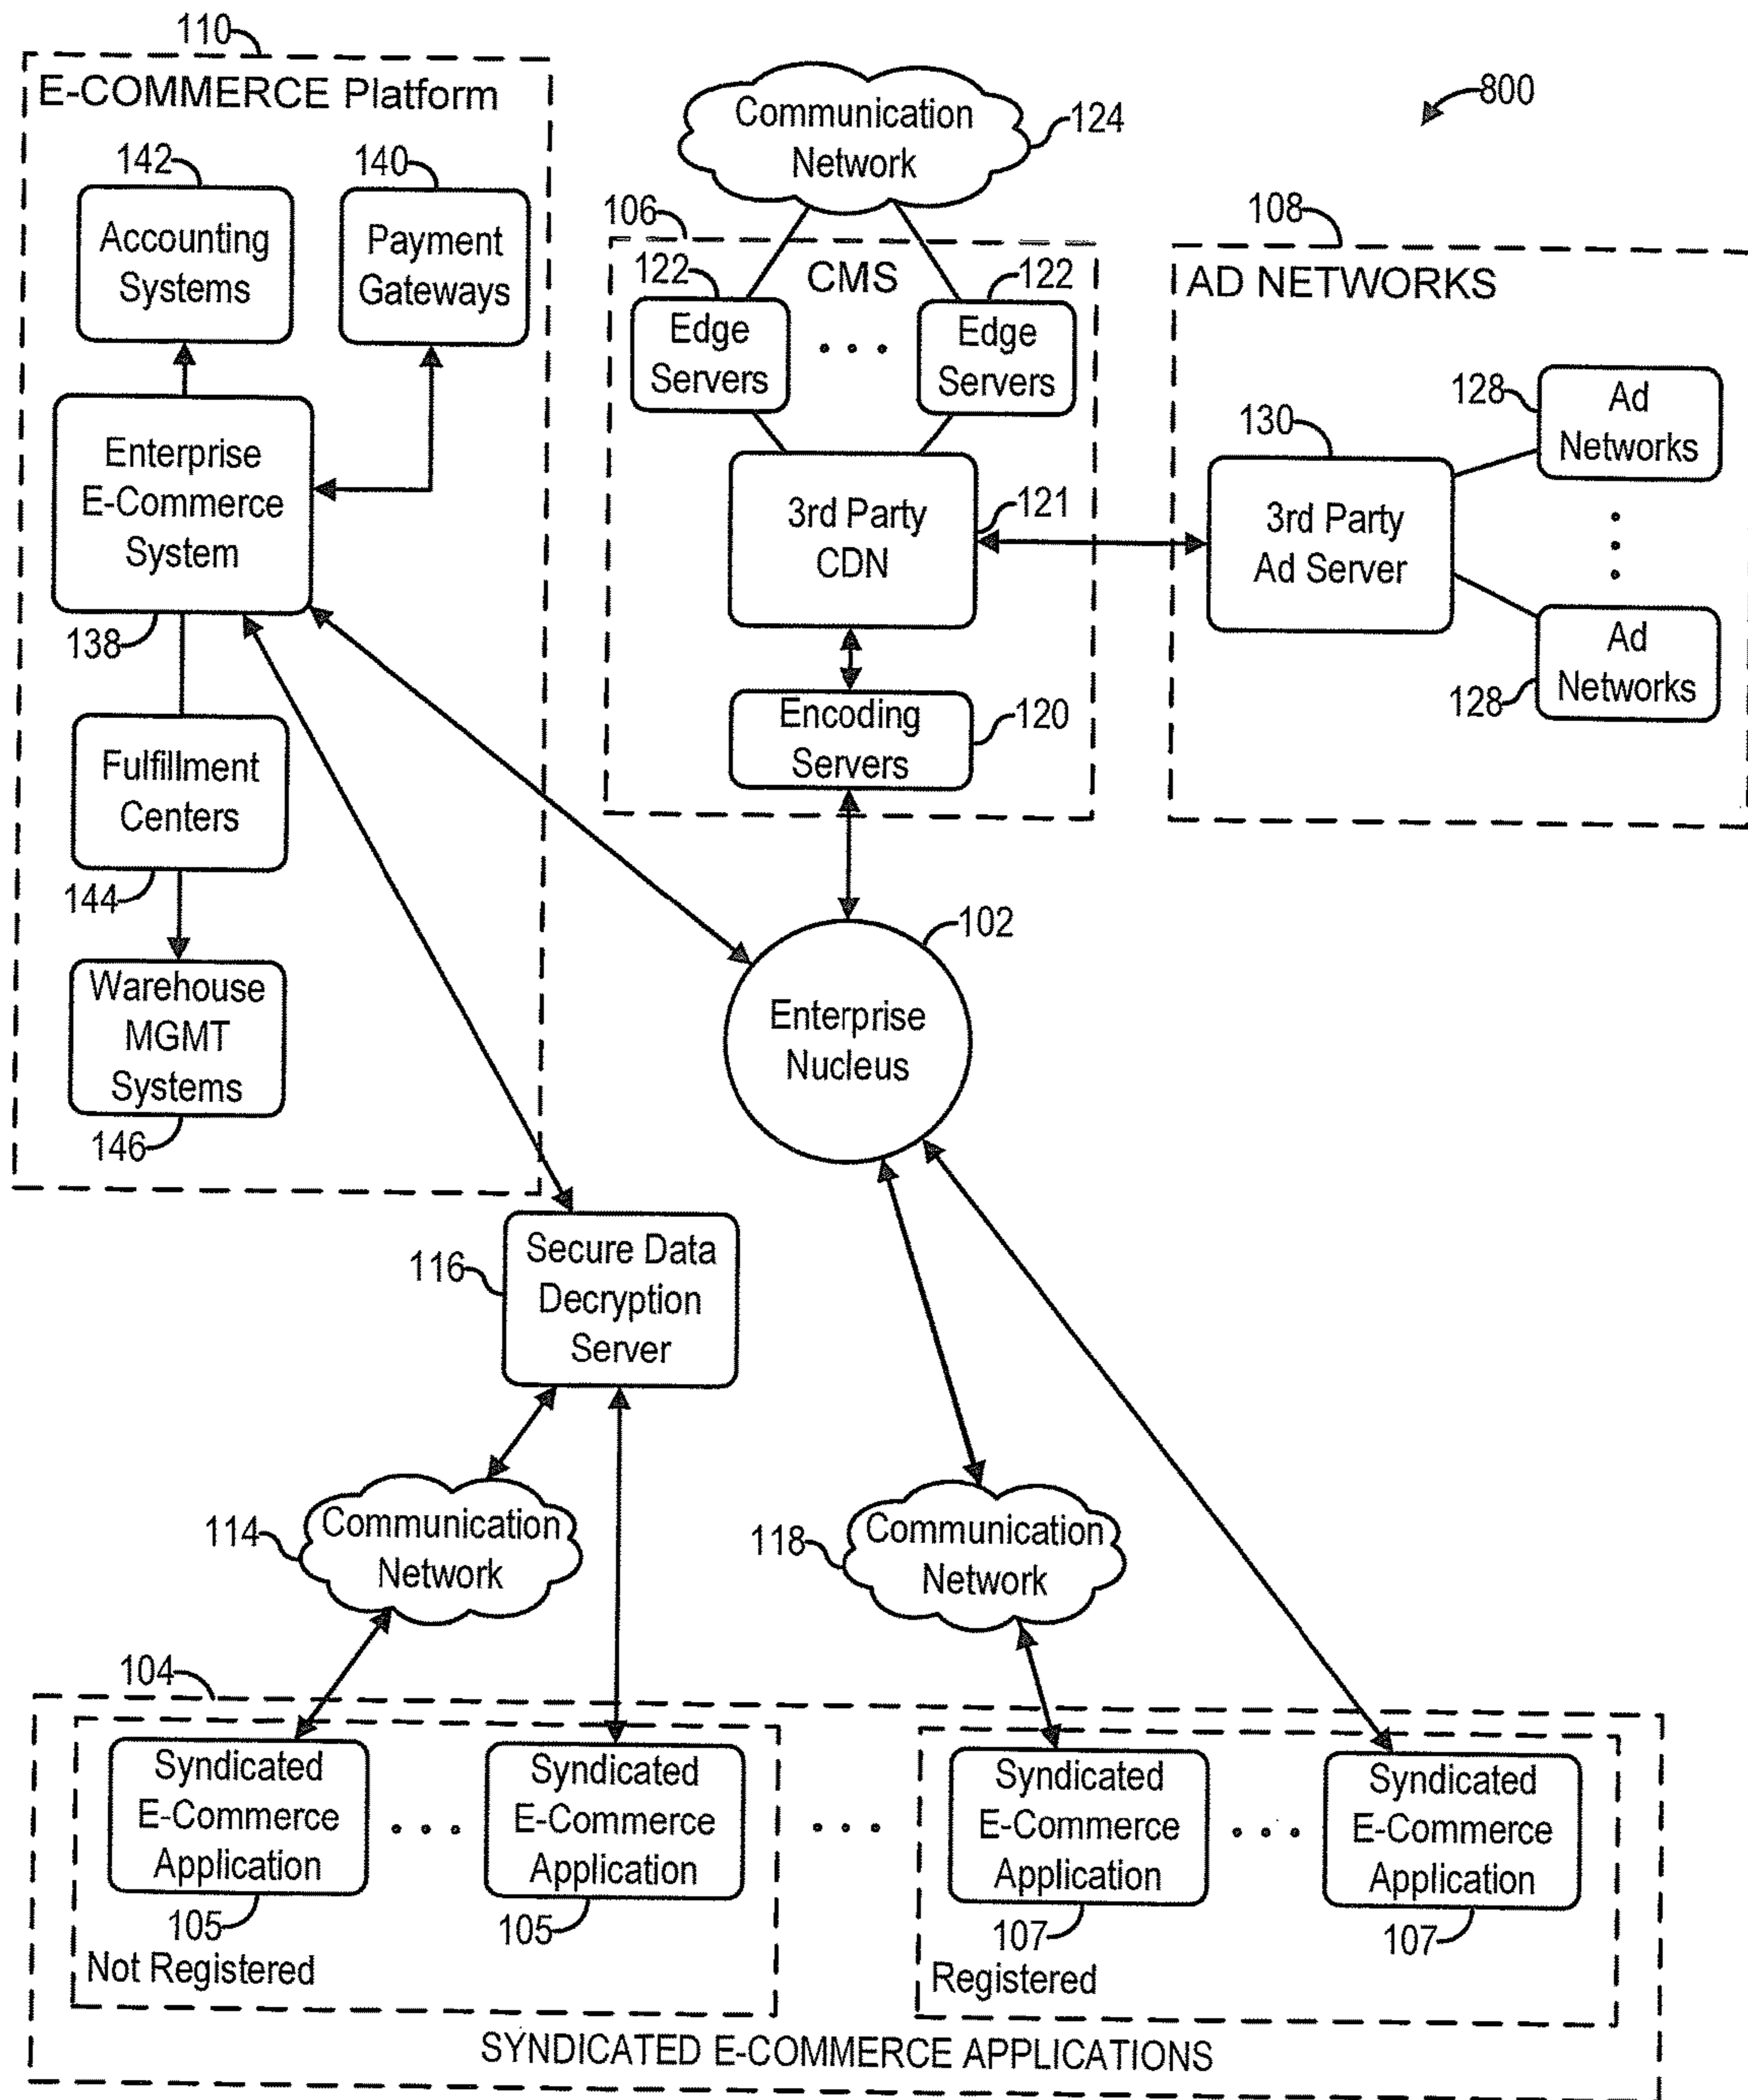 110
E-COMMERCE Platform
142
Accounting
Systems
140
Payment
Gateways
Enterprise
E-Commerce
System
138
Fulfillment
Centers
144
Warehouse
MGMT
Systems
146
Communication
Network
124
800
106
CMS
122
Edge
Servers
122
Edge
Servers
3rd Party
CDN
121
Encoding
Servers
120
108
AD NETWORKS
130
3rd Party
Ad Server
128
Ad
Networks
128
Ad
Networks
102
Enterprise
Nucleus
116
Secure Data
Decryption
Server
114
Communication
Network
118
Communication
Network
104
Syndicated
E-Commerce
Application
105
Syndicated
E-Commerce
Application
105
Not Registered
Syndicated
E-Commerce
Application
107
Syndicated
E-Commerce
Application
107
Registered
SYNDICATED E-COMMERCE APPLICATIONS